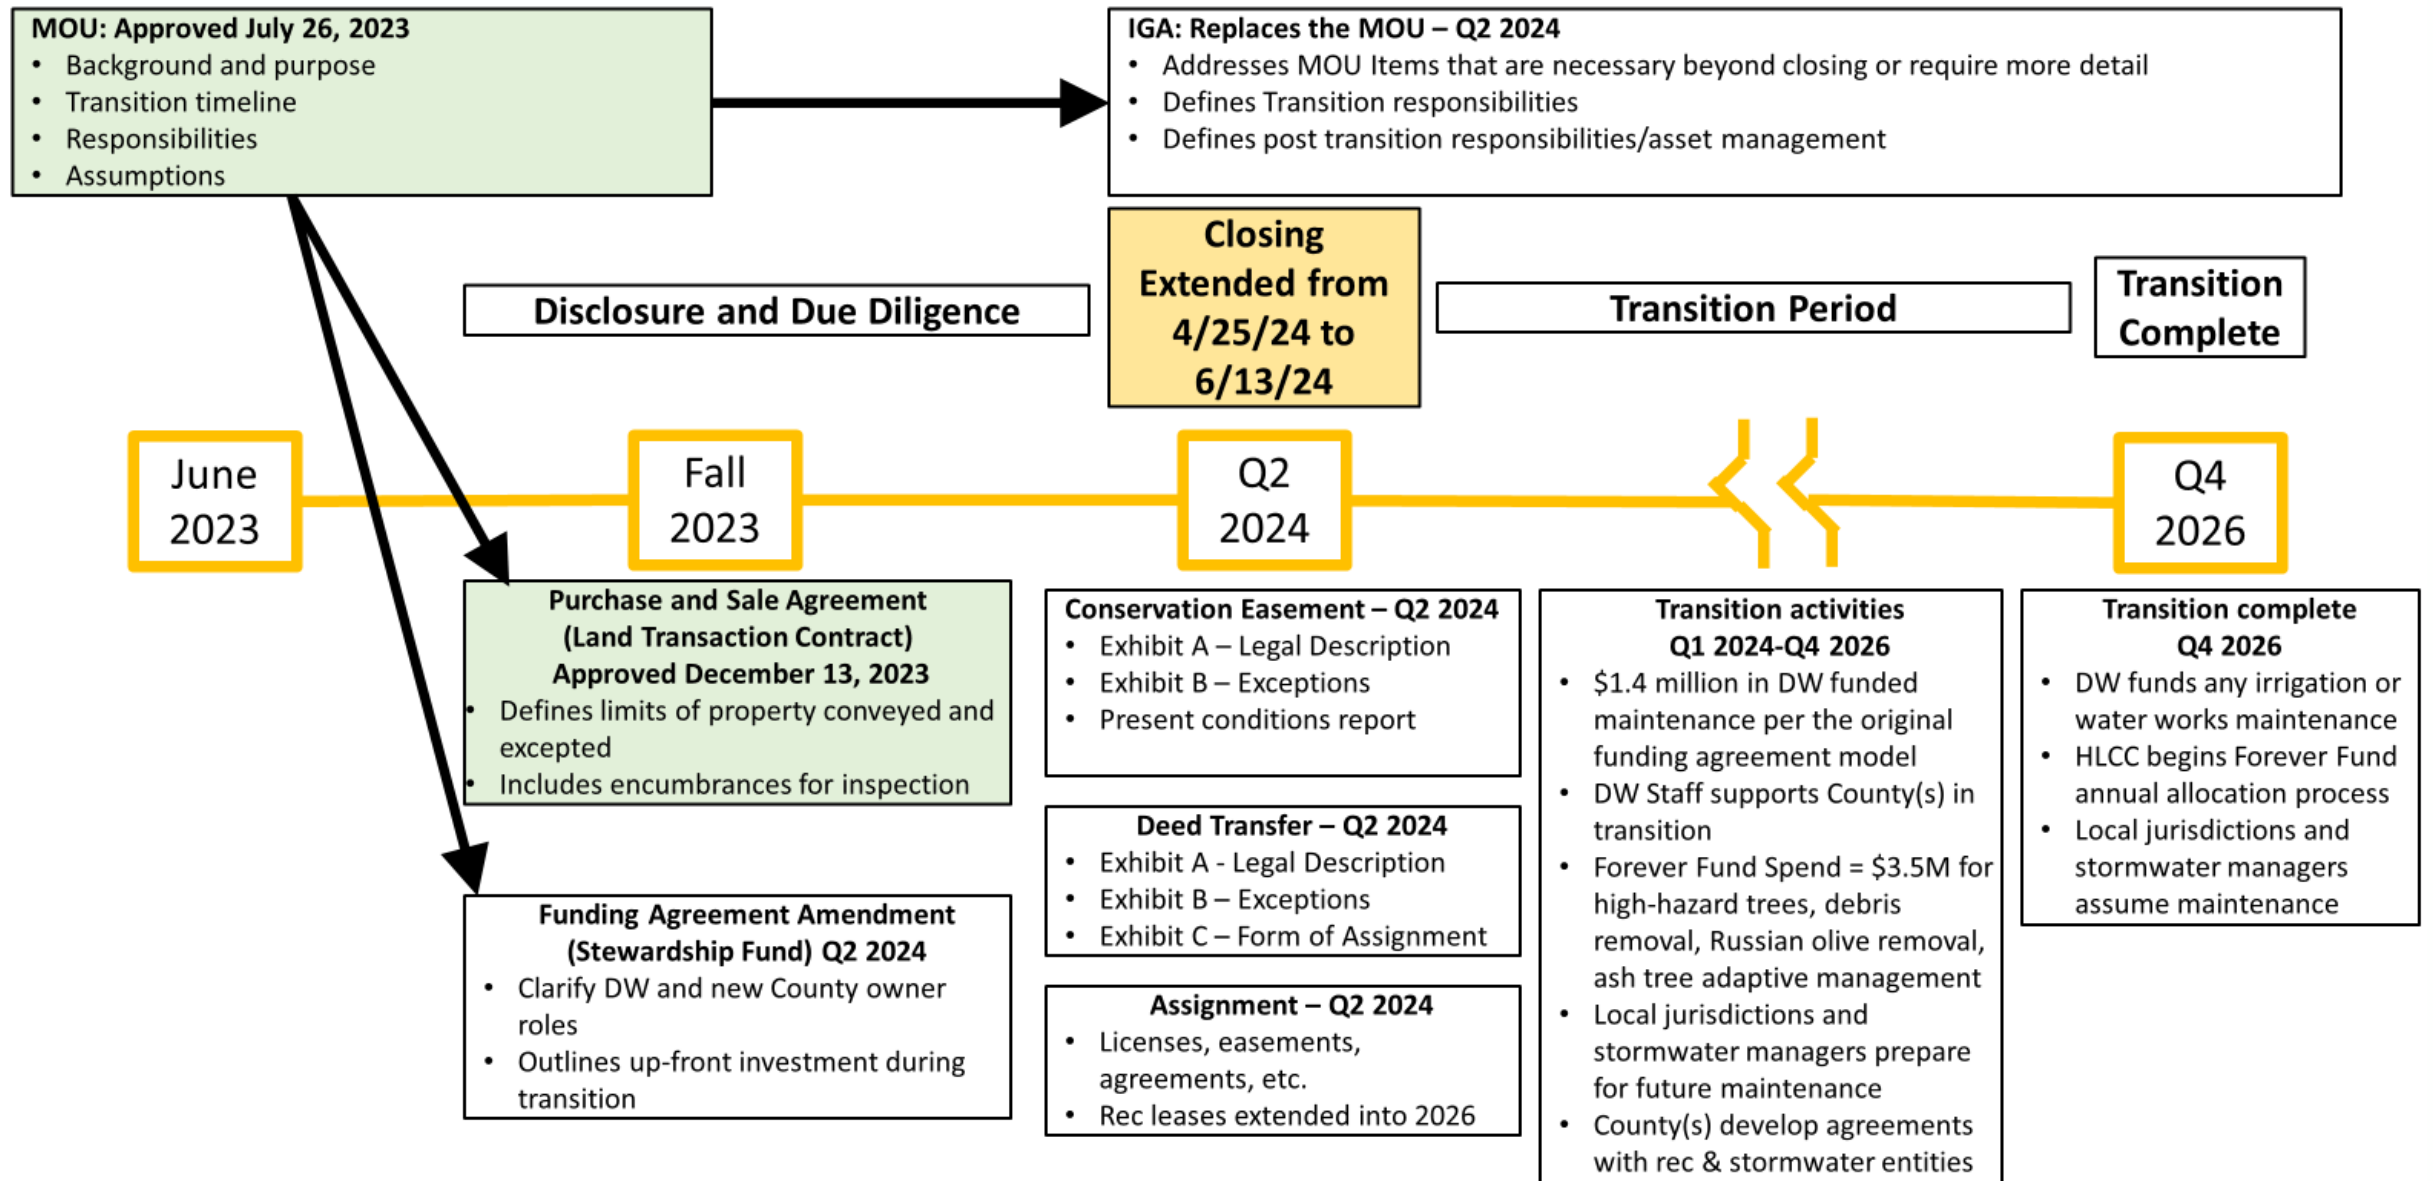 MOU: Approved July 26, 2023
• Background and purpose
• Transition timeline
• Responsibilities
• Assumptions
IGA: Replaces the MOU – Q2 2024
• Addresses MOU Items that are necessary beyond closing or require more detail
• Defines Transition responsibilities
• Defines post transition responsibilities/asset management
Disclosure and Due Diligence
Closing
Extended from
4/25/24 to
6/13/24
Transition Period
Transition
Complete
June
2023
Fall
2023
Q2
2024
Q4
2026
Purchase and Sale Agreement
(Land Transaction Contract)
Approved December 13, 2023
• Defines limits of property conveyed and
excepted
• Includes encumbrances for inspection
Funding Agreement Amendment
(Stewardship Fund) Q2 2024
• Clarify DW and new County owner
roles
• Outlines up-front investment during
transition
Conservation Easement – Q2 2024
• Exhibit A – Legal Description
• Exhibit B – Exceptions
• Present conditions report
Deed Transfer – Q2 2024
• Exhibit A - Legal Description
• Exhibit B – Exceptions
• Exhibit C – Form of Assignment
Assignment – Q2 2024
• Licenses, easements,
agreements, etc.
• Rec leases extended into 2026
Transition activities
Q1 2024-Q4 2026
• $1.4 million in DW funded
maintenance per the original
funding agreement model
• DW Staff supports County(s) in
transition
• Forever Fund Spend = $3.5M for
high-hazard trees, debris
removal, Russian olive removal,
ash tree adaptive management
• Local jurisdictions and
stormwater managers prepare
for future maintenance
• County(s) develop agreements
with rec & stormwater entities
Transition complete
Q4 2026
• DW funds any irrigation or
water works maintenance
• HLCC begins Forever Fund
annual allocation process
• Local jurisdictions and
stormwater managers
assume maintenance